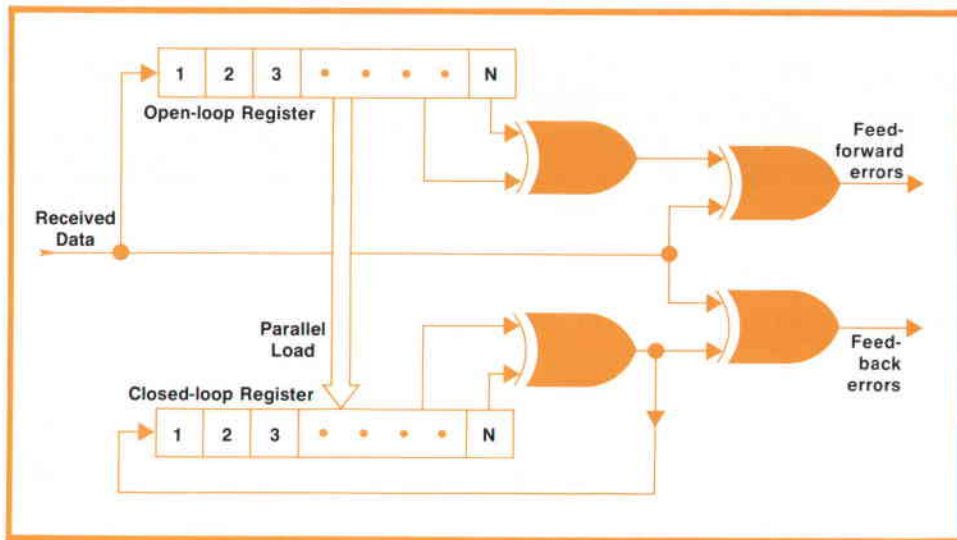 1 2 3 • • • • N
Open-loop Register
Feed-
forward
errors
Received
Data
Parallel
Load
Feed-
back
errors
Closed-loop Register
1 2 3 • • • • N